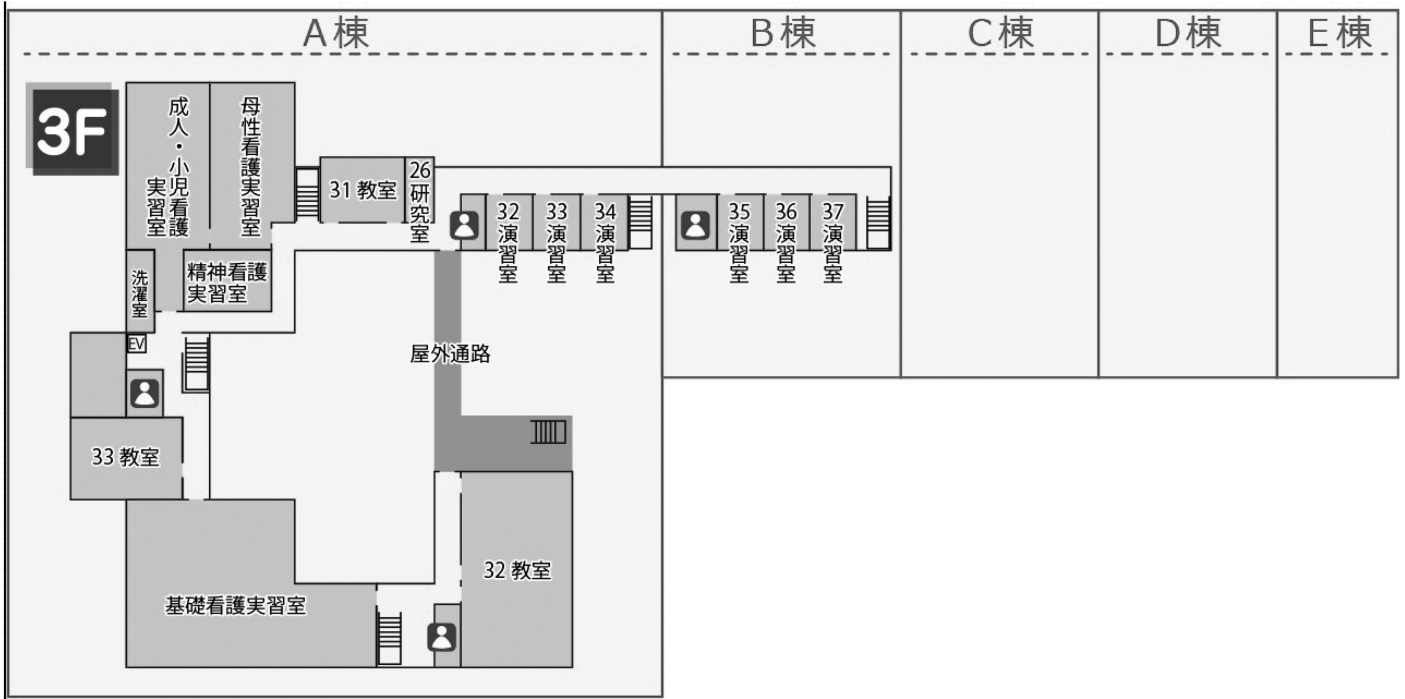 A棟
B棟
C棟
D棟
E棟
3F
成人・小児看護
実習室
母性看護実習室
31 教室
26研究室
32演習室
33演習室
34演習室
35演習室
36演習室
37演習室
洗濯室
精神看護
実習室
EV
屋外通路
33 教室
32 教室
基礎看護実習室